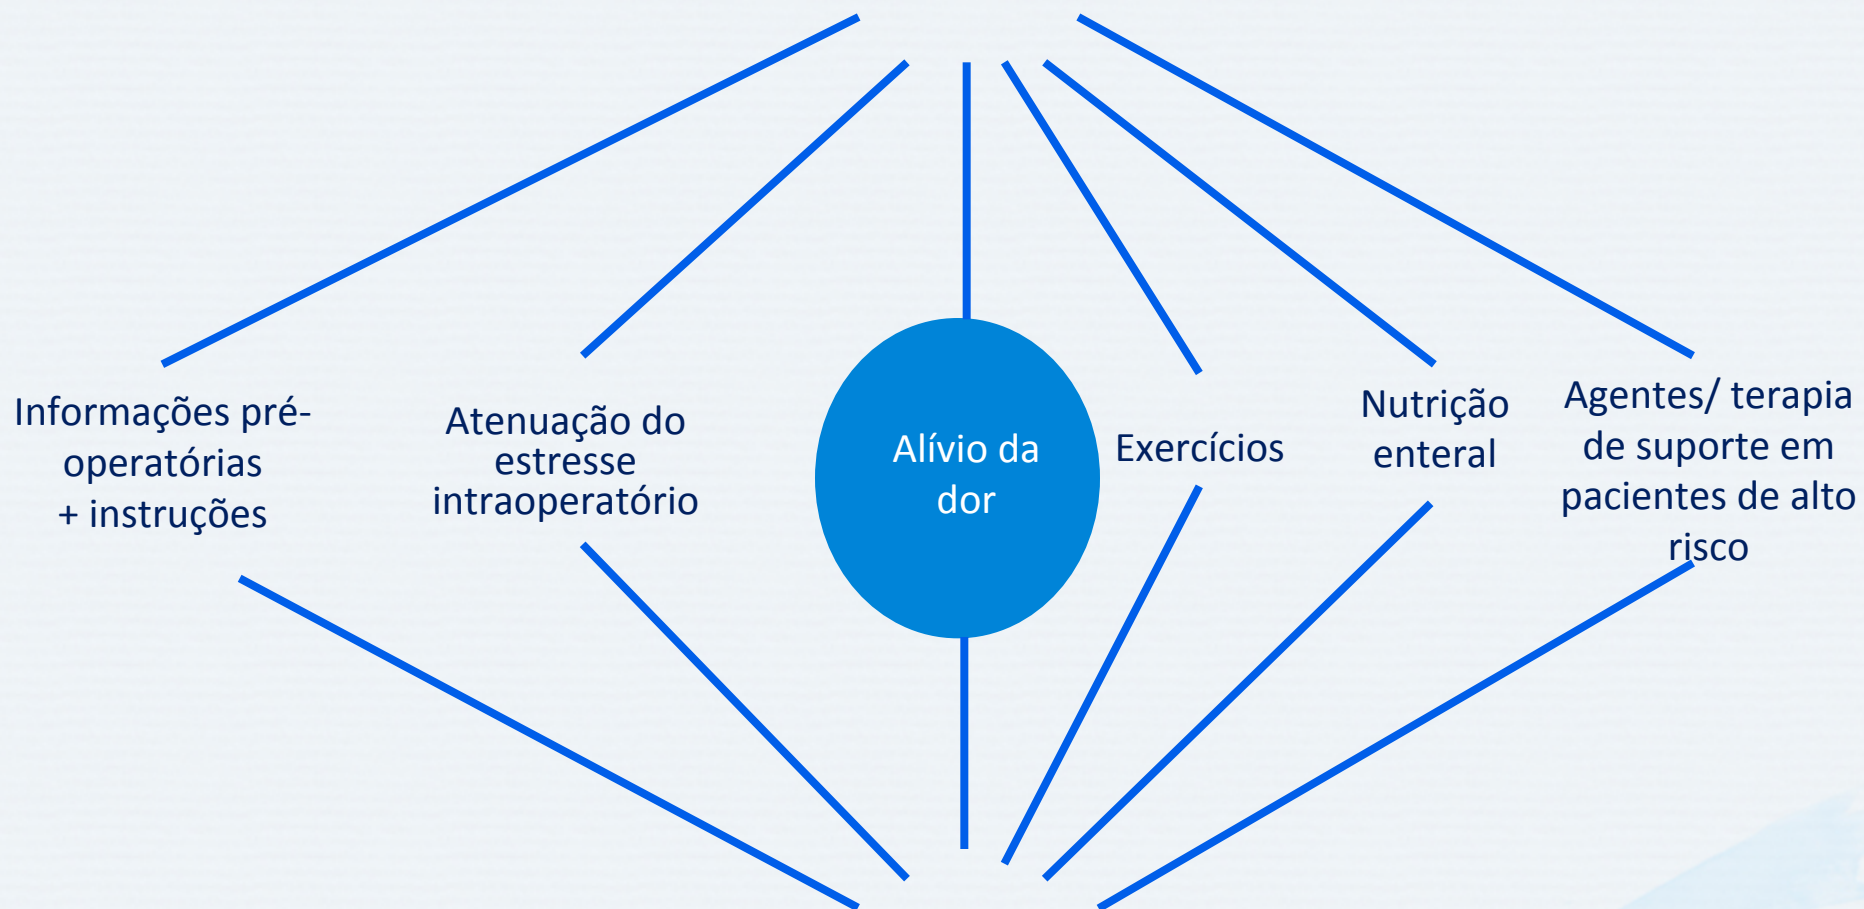 Informações pré-
operatórias
+ instruções
Atenuação do
estresse
intraoperatório
Alívio da
dor
Exercícios
Nutrição
enteral
Agentes/ terapia
de suporte em
pacientes de alto
risco